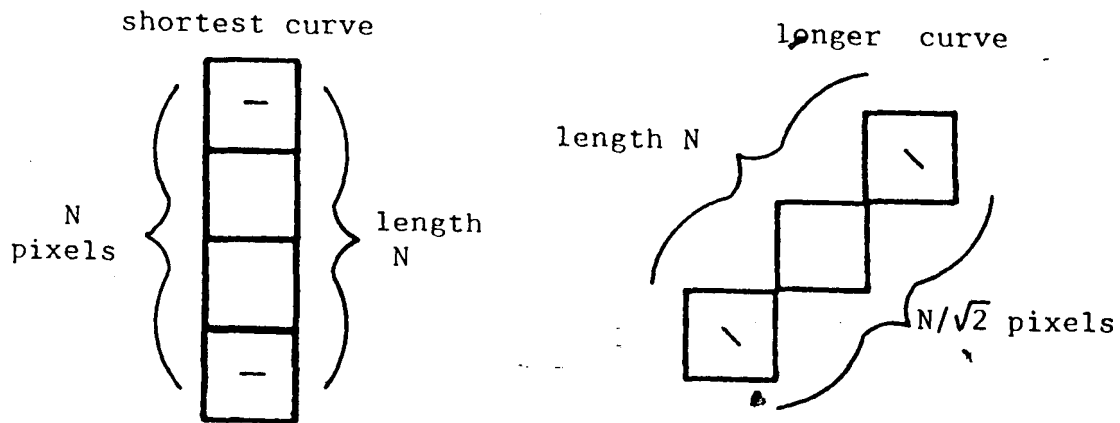 shortest curve
longer curve
length N
N
pixels
length
N
N/√2 pixels